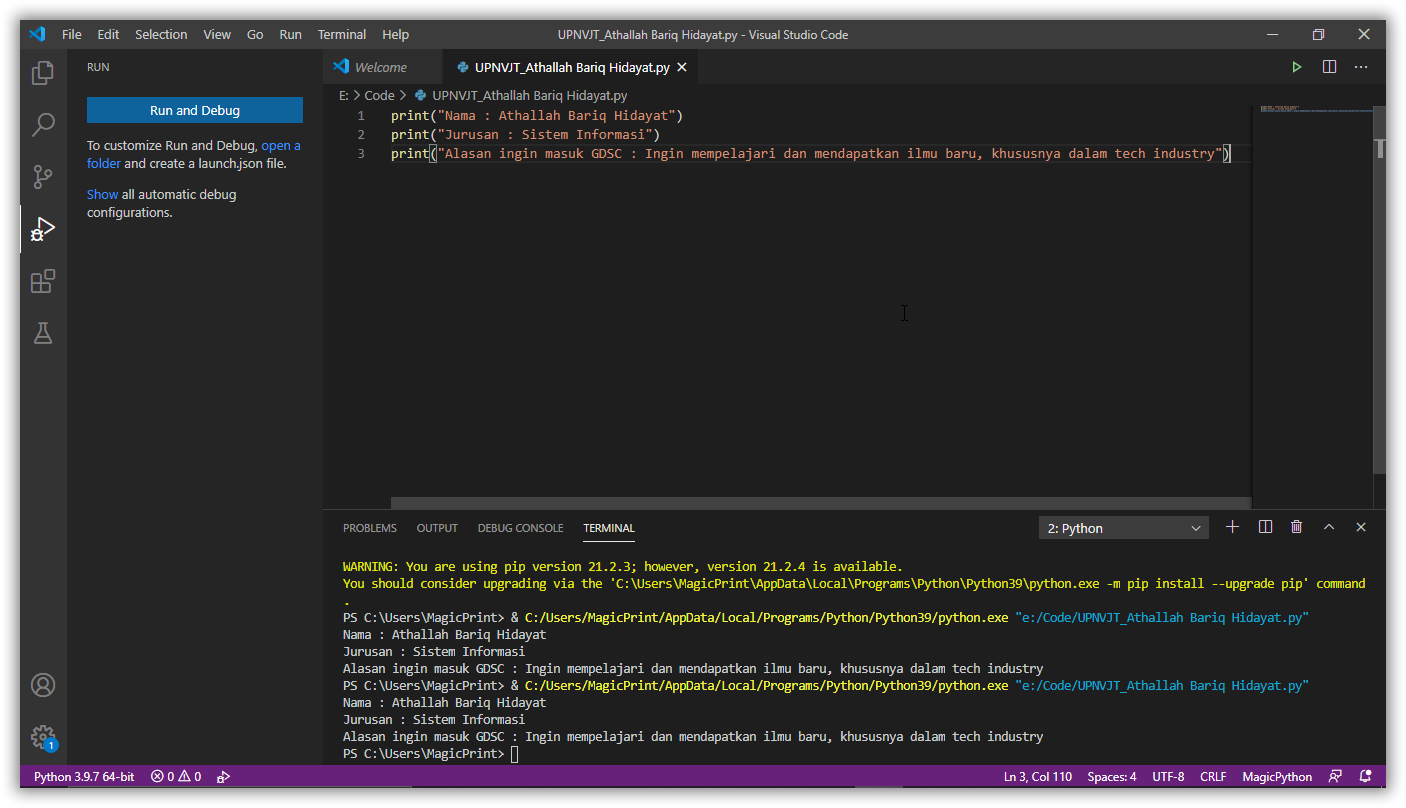 File Edit Selection View Go Run Terminal Help UPNVJT_Athallah Bariq Hidayat.py - Visual Studio Code
RUN
Run and Debug
To customize Run and Debug, open a
folder and create a launch.json file.
Show all automatic debug
configurations.
Welcome UPNVJT_Athallah Bariq Hidayat.py
E: > Code > UPNVJT_Athallah Bariq Hidayat.py
1 print("Nama : Athallah Bariq Hidayat")
2 print("Jurusan : Sistem Informasi")
3 print("Alasan ingin masuk GDSC : Ingin mempelajari dan mendapatkan ilmu baru, khususnya dalam tech industry")
PROBLEMS OUTPUT DEBUG CONSOLE TERMINAL 2: Python
WARNING: You are using pip version 21.2.3; however, version 21.2.4 is available.
You should consider upgrading via the 'C:\Users\MagicPrint\AppData\Local\Programs\Python\Python39\python.exe -m pip install --upgrade pip' command
.
PS C:\Users\MagicPrint> & C:/Users/MagicPrint/AppData/Local/Programs/Python/Python39/python.exe "e:/Code/UPNVJT_Athallah Bariq Hidayat.py"
Nama : Athallah Bariq Hidayat
Jurusan : Sistem Informasi
Alasan ingin masuk GDSC : Ingin mempelajari dan mendapatkan ilmu baru, khususnya dalam tech industry
PS C:\Users\MagicPrint> & C:/Users/MagicPrint/AppData/Local/Programs/Python/Python39/python.exe "e:/Code/UPNVJT_Athallah Bariq Hidayat.py"
Nama : Athallah Bariq Hidayat
Jurusan : Sistem Informasi
Alasan ingin masuk GDSC : Ingin mempelajari dan mendapatkan ilmu baru, khususnya dalam tech industry
PS C:\Users\MagicPrint>
1
Python 3.9.7 64-bit 0 0 Ln 3, Col 110 Spaces: 4 UTF-8 CRLF MagicPython